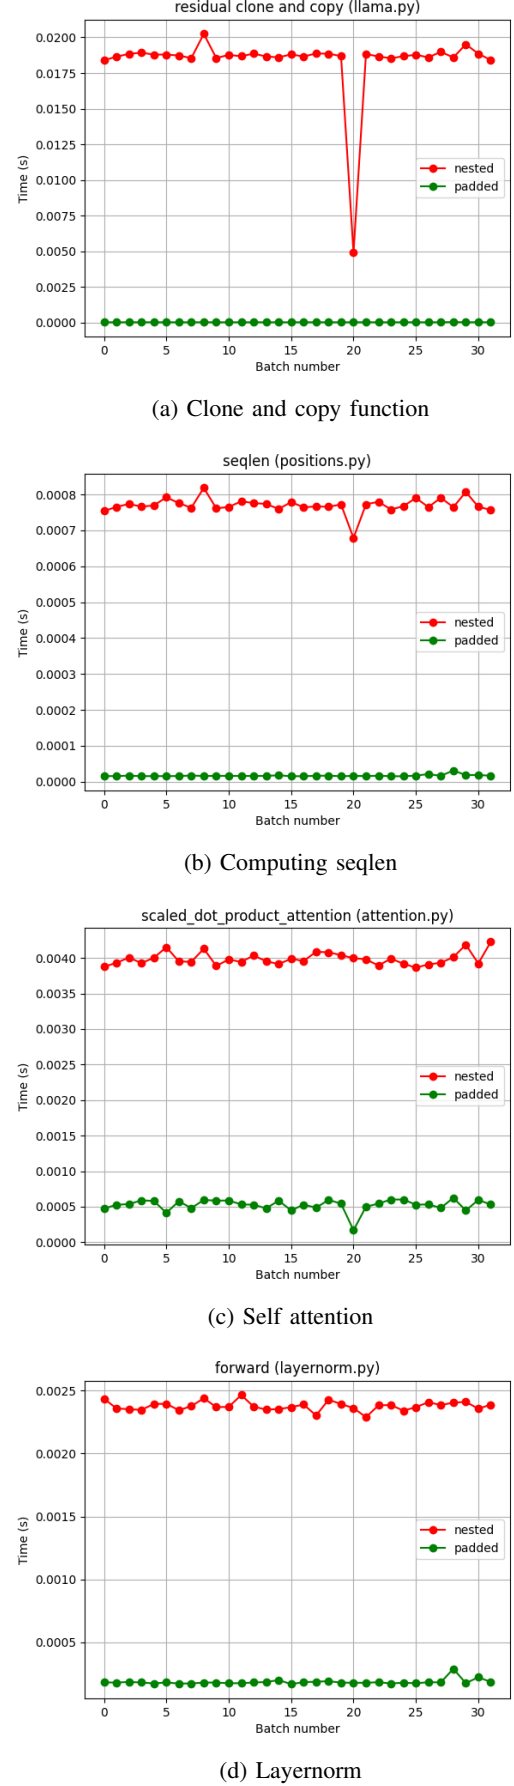 residual clone and copy (llama.py)
0.0200
0.0175
0.0150
0.0125
0.0100
0.0075
0.0050
0.0025
0.0000
Time (s)
nested
padded
0 5 10 15 20 25 30
Batch number
(a) Clone and copy function
seqlen (positions.py)
0.0008
0.0007
0.0006
0.0005
0.0004
0.0003
0.0002
0.0001
0.0000
Time (s)
nested
padded
0 5 10 15 20 25 30
Batch number
(b) Computing seqlen
scaled_dot_product_attention (attention.py)
0.0040
0.0035
0.0030
0.0025
0.0020
0.0015
0.0010
0.0005
0.0000
Time (s)
nested
padded
0 5 10 15 20 25 30
Batch number
(c) Self attention
forward (layernorm.py)
0.0025
0.0020
0.0015
0.0010
0.0005
Time (s)
nested
padded
0 5 10 15 20 25 30
Batch number
(d) Layernorm